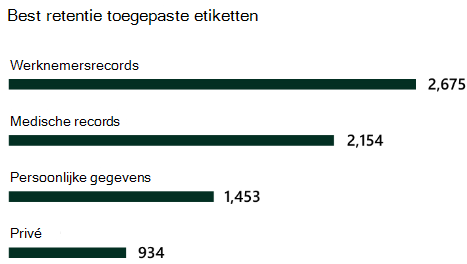 Best retentie toegepaste etiketten
Werknemersrecords
2,675
Medische records
2,154
Persoonlijke gegevens
1,453
Privé
934